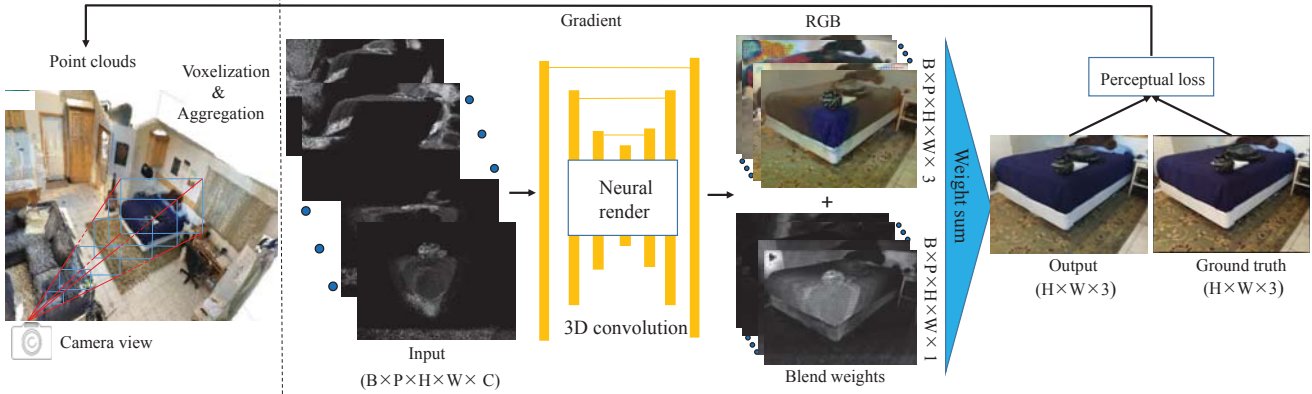 Gradient
RGB
Point clouds
Voxelization
&
Aggregation
Camera view
Input
(B×P×H×W× C)
Neural
render
3D convolution
B×P×H×W×3
+
B×P×H×W×1
Blend weights
Weight sum
Perceptual loss
Output
(H×W×3)
Ground truth
(H×W×3)